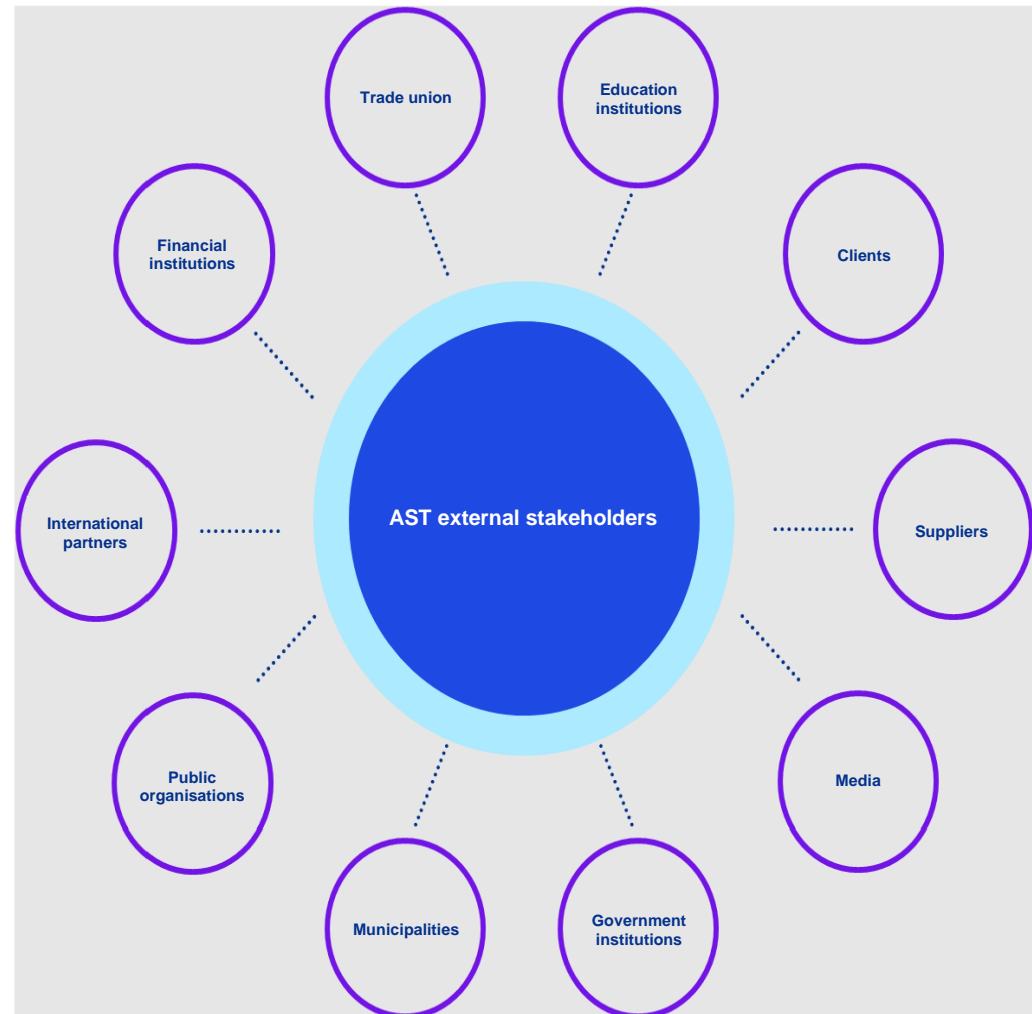 Trade union
Education
institutions
Financial
institutions
Clients
AST external stakeholders
International
partners
Suppliers
Public
organisations
Media
Municipalities
Government
institutions